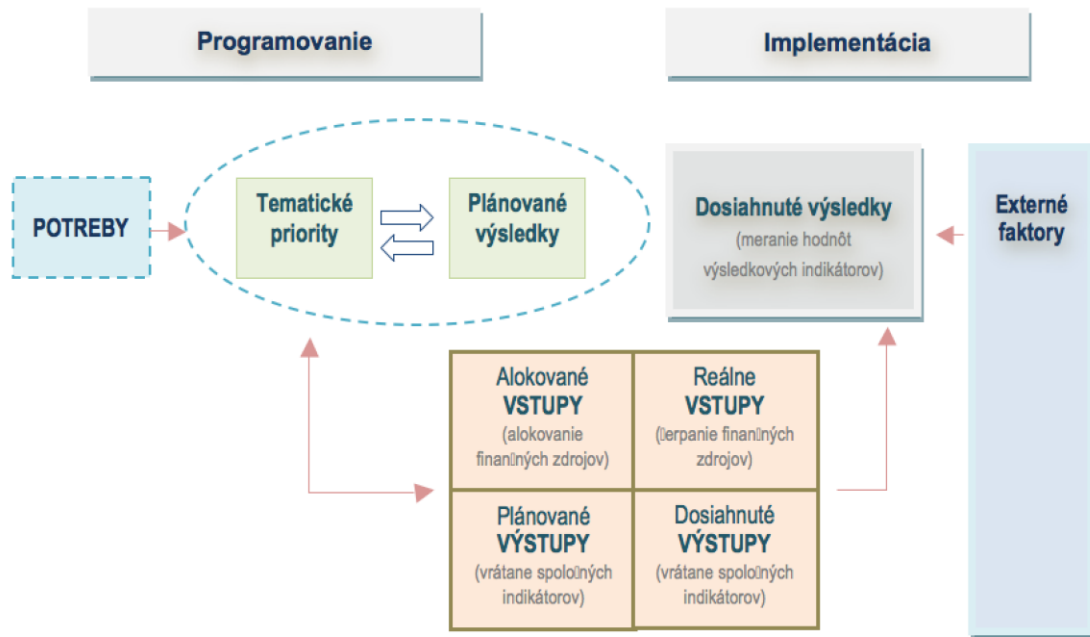 Programovanie
Implementácia
POTREBY
Tematické
priority
Plánované
výsledky
Dosiahnuté výsledky
(meranie hodnôt
výsledkových indikátorov)
Externé
faktory
Alokované
VSTUPY
(alokovanie
finan▯ných zdrojov)
Reálne
VSTUPY
(▯erpanie finan▯ných
zdrojov)
Plánované
VÝSTUPY
(vrátane spolo▯ných
indikátorov)
Dosiahnuté
VÝSTUPY
(vrátane spolo▯ných
indikátorov)